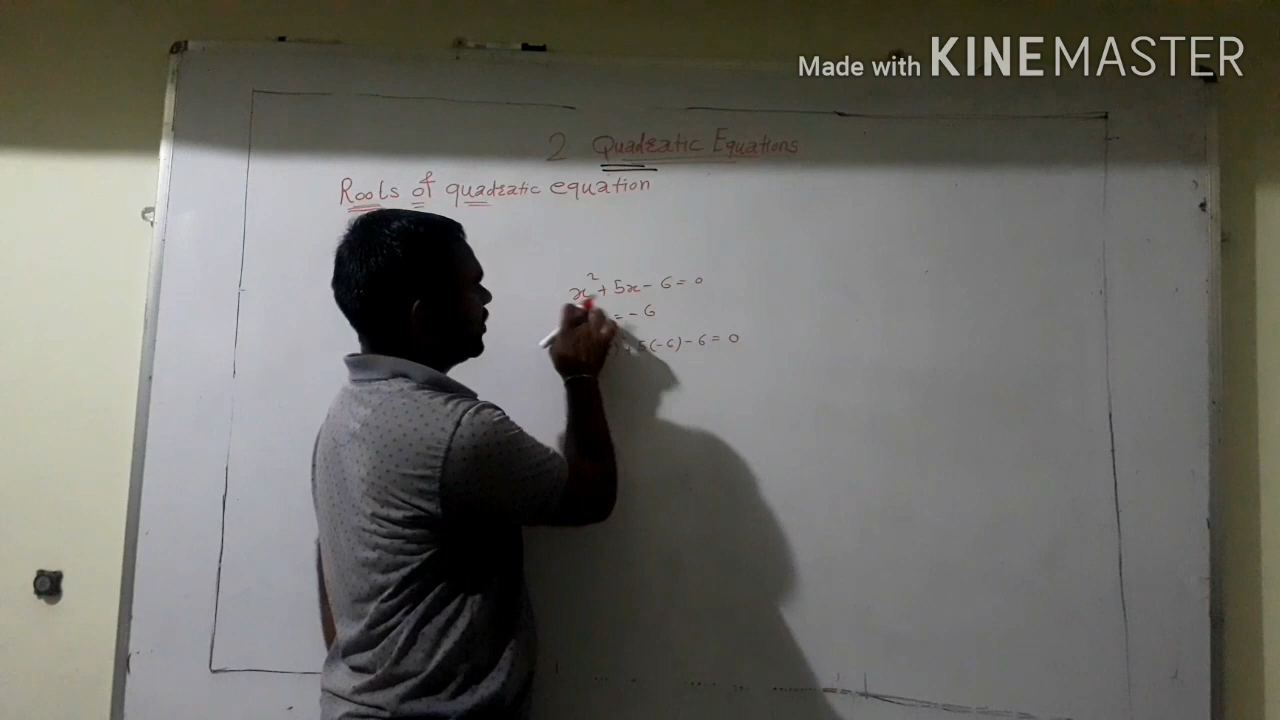 Made with KINEMASTER
2 Quadratic Equations
Roots of quadratic equation
x² + 5x - 6 = 0
= - 6
5(-6) - 6 = 0